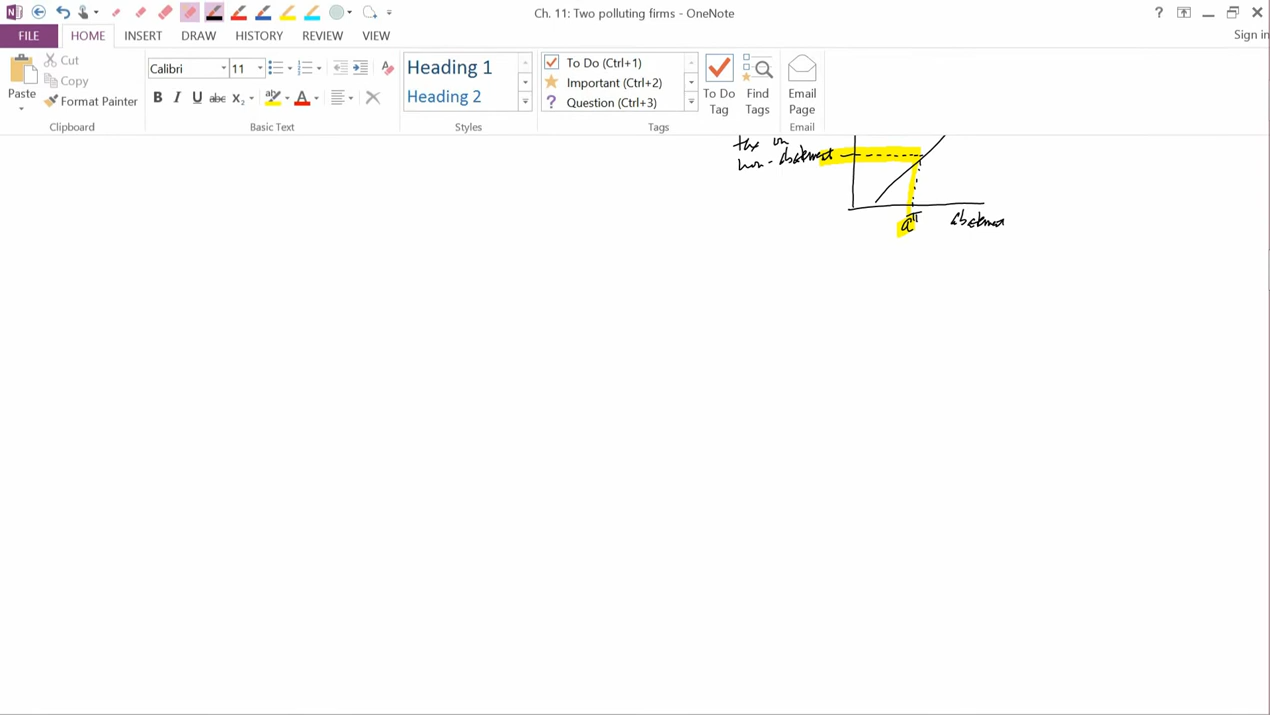 Ch. 11: Two polluting firms - OneNote
?
FILE
HOME
INSERT
DRAW
HISTORY
REVIEW
VIEW
Sign in
Paste
Cut
Copy
Format Painter
Clipboard
Calibri
11
B I U abc X₂
A
Basic Text
Heading 1
Heading 2
Styles
To Do (Ctrl+1)
Important (Ctrl+2)
? Question (Ctrl+3)
To Do
Tag
Find
Tags
Tags
Email
Page
Email
tax on
non-abatement
a^π
abatement